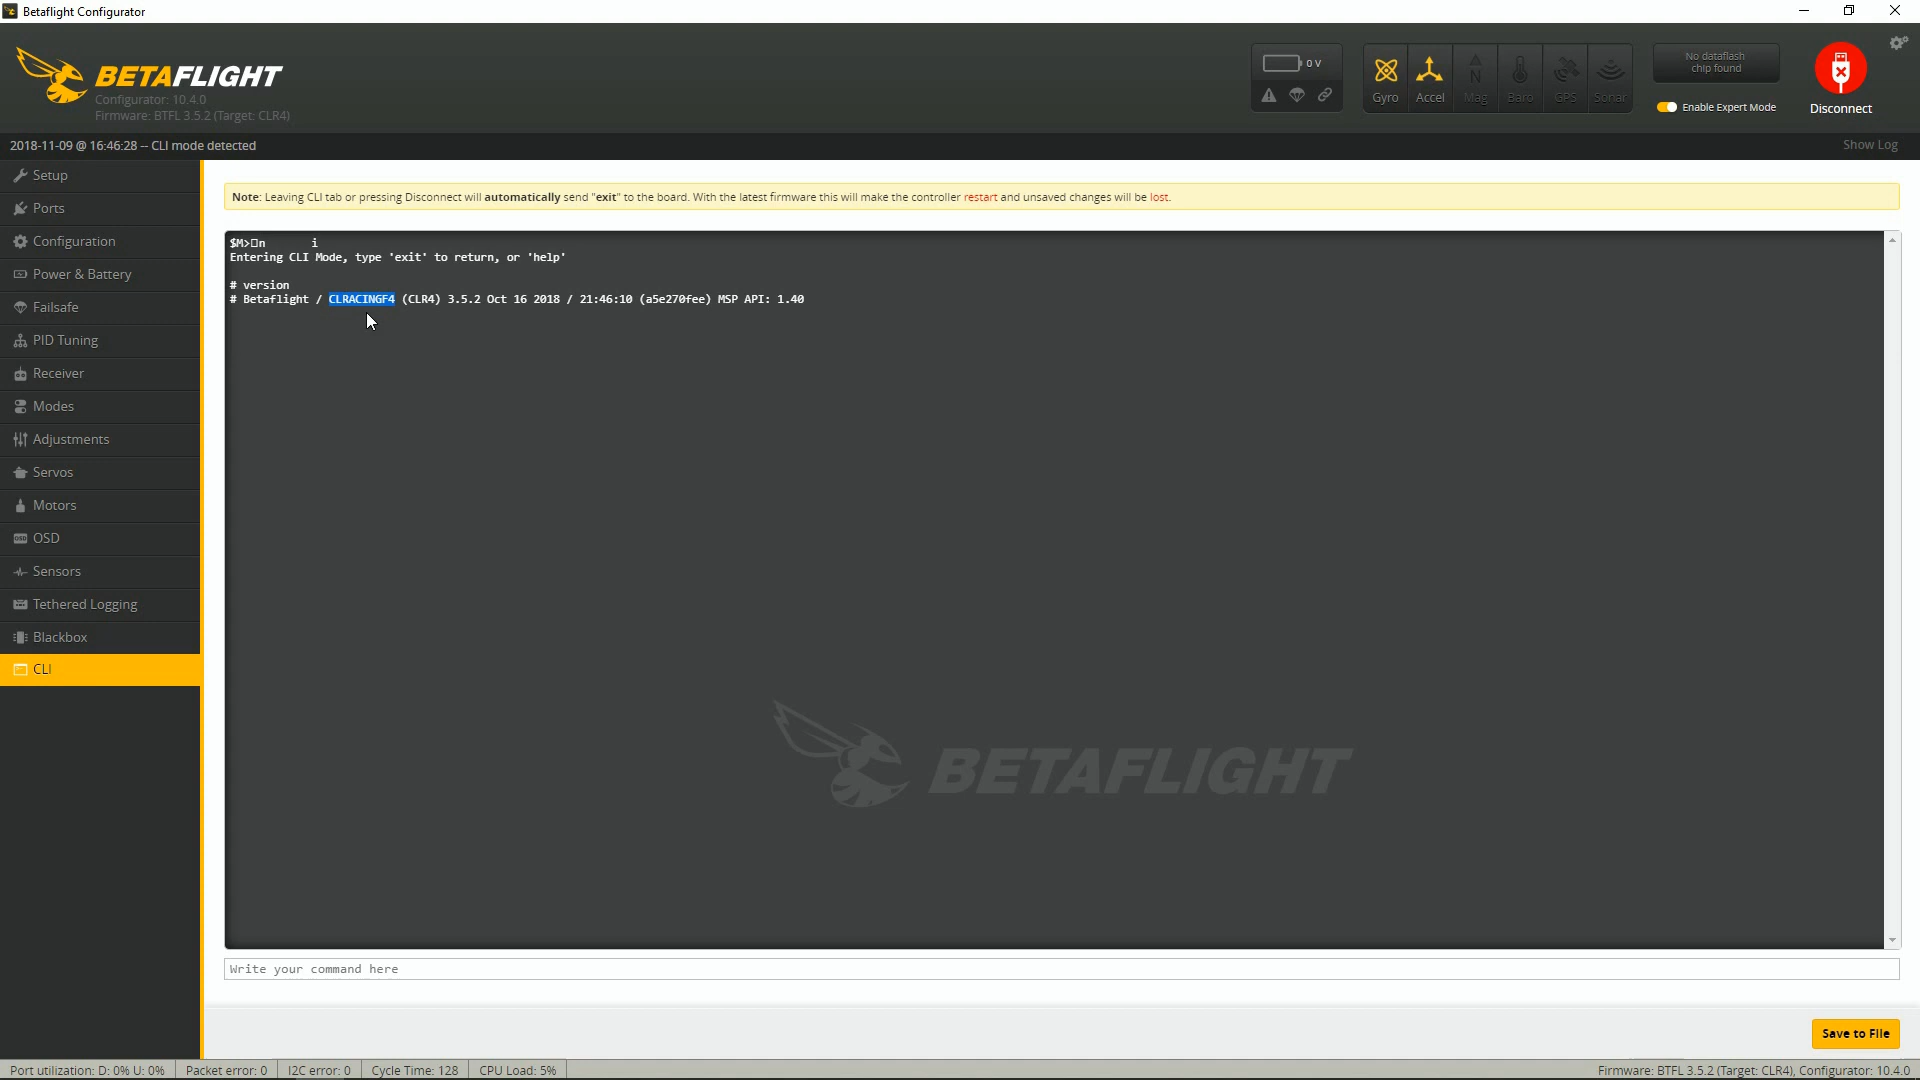 Betaflight Configurator
BETAFLIGHT
Configurator: 10.4.0
Firmware: BTFL 3.5.2 (Target: CLR4)
0 V
Gyro
Accel
Mag
Baro
GPS
Sonar
No dataflash
chip found
Enable Expert Mode
Disconnect
2018-11-09 @ 16:46:28 -- CLI mode detected
Show Log
Setup
Ports
Configuration
Power & Battery
Failsafe
PID Tuning
Receiver
Modes
Adjustments
Servos
Motors
OSD
Sensors
Tethered Logging
Blackbox
CLI
Note: Leaving CLI tab or pressing Disconnect will automatically send "exit" to the board. With the latest firmware this will make the controller restart and unsaved changes will be lost.
$M>□n i
Entering CLI Mode, type 'exit' to return, or 'help'
# version
# Betaflight / CLRACINGF4 (CLR4) 3.5.2 Oct 16 2018 / 21:46:10 (a5e270fee) MSP API: 1.40
BETAFLIGHT
Write your command here
Save to File
Port utilization: D: 0% U: 0%
Packet error: 0
I2C error: 0
Cycle Time: 128
CPU Load: 5%
Firmware: BTFL 3.5.2 (Target: CLR4), Configurator: 10.4.0